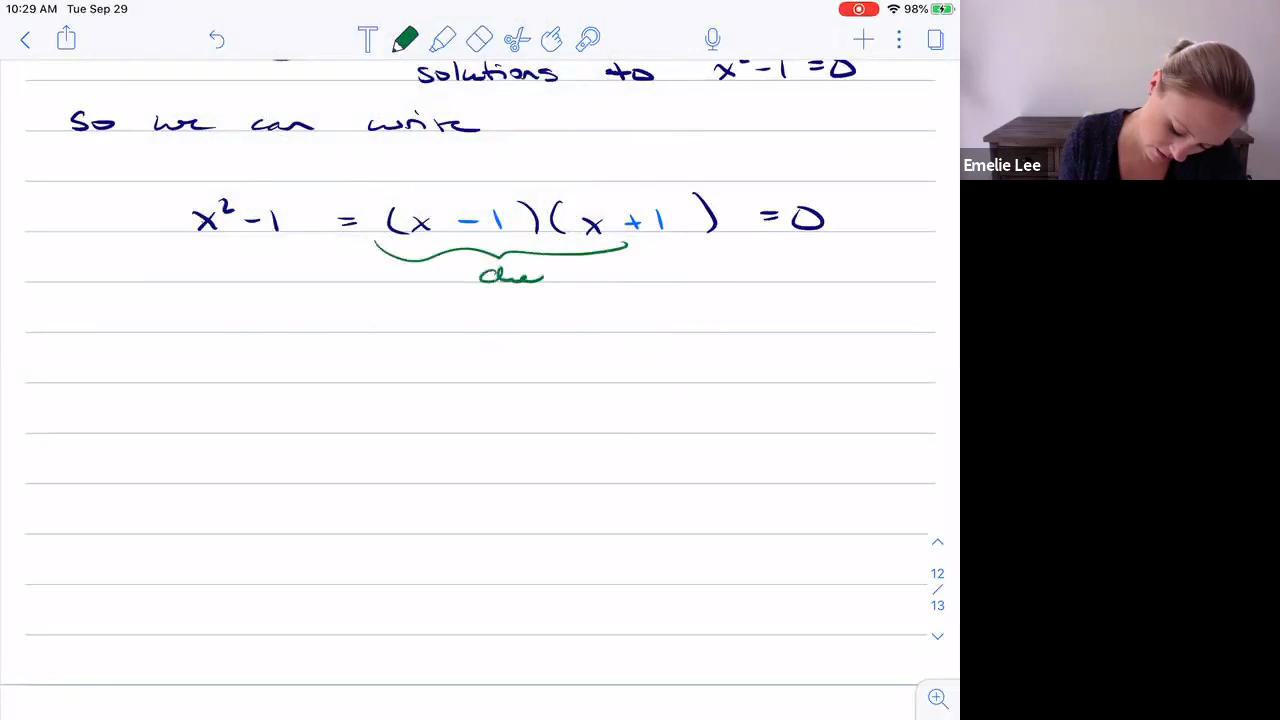 10:29 AM Tue Sep 29
98%
solutions to x² - 1 = 0
So we can write
x² - 1 = (x - 1)(x + 1) = 0
che
12
/
13
Emelie Lee